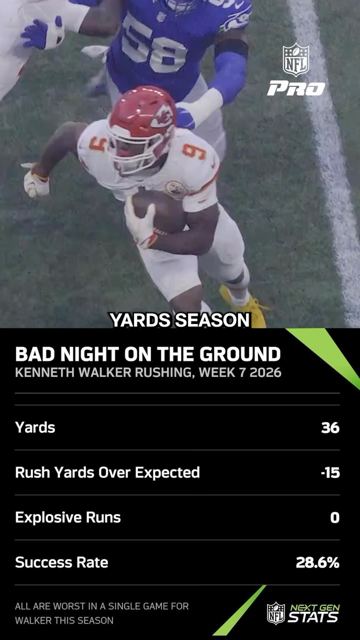 58
NFL
PRO
9
9
YARDS SEASON
BAD NIGHT ON THE GROUND
KENNETH WALKER RUSHING, WEEK 7 2026
Yards 36
Rush Yards Over Expected -15
Explosive Runs 0
Success Rate 28.6%
ALL ARE WORST IN A SINGLE GAME FOR
WALKER THIS SEASON
NFL
NEXT GEN
STATS